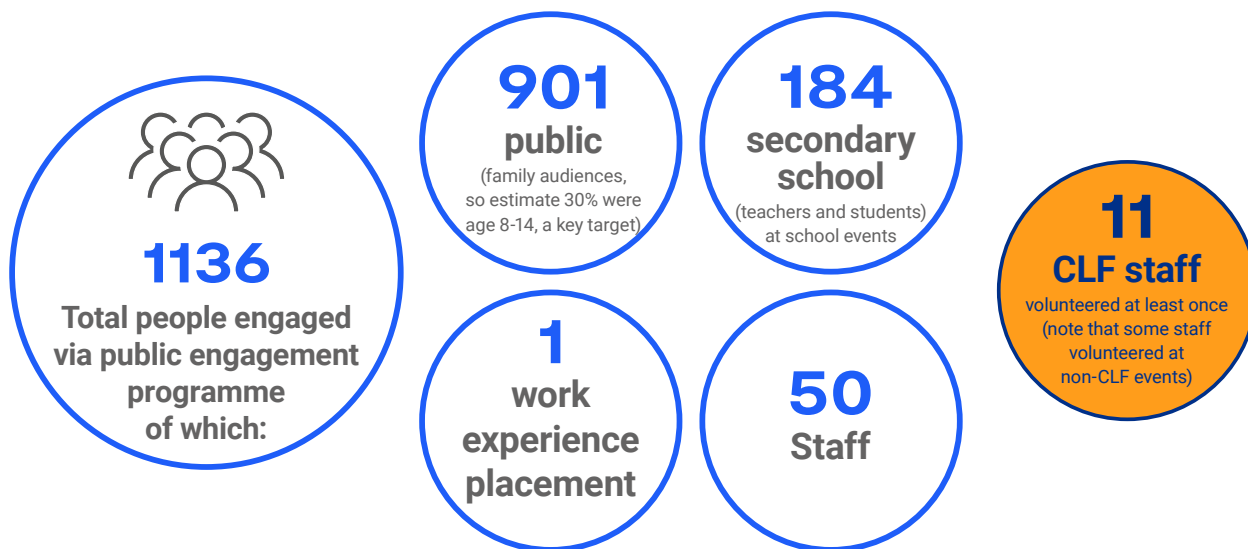 1136
Total people engaged
via public engagement
programme
of which:
901
public
(family audiences,
so estimate 30% were
age 8-14, a key target)
184
secondary
school
(teachers and students)
at school events
1
work
experience
placement
50
Staff
11
CLF staff
volunteered at least once
(note that some staff
volunteered at
non-CLF events)